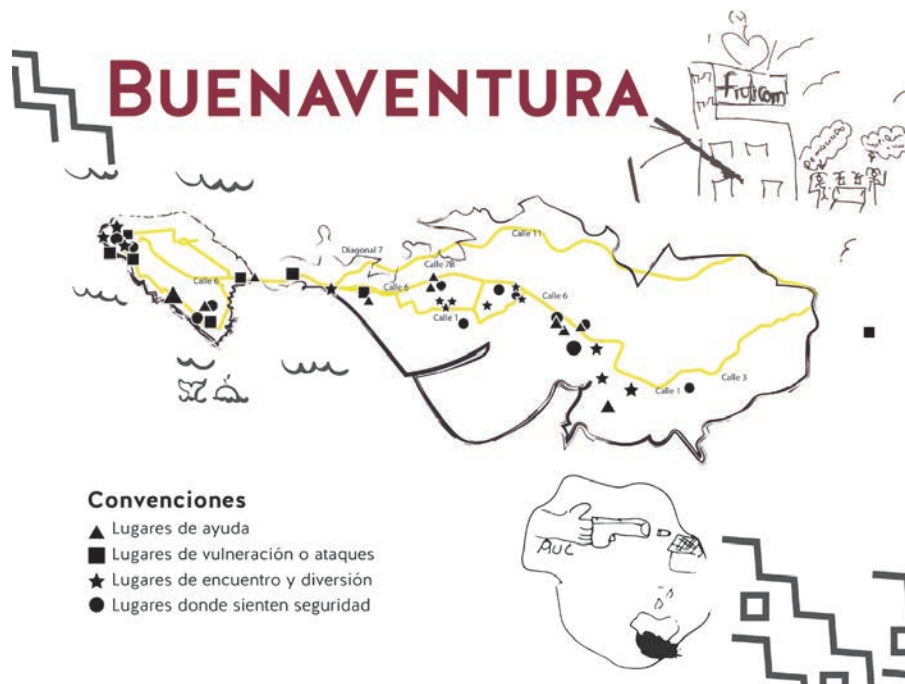 BUENAVENTURA
fruticom
Calle 11
Diagonal 7
Calle 7B
Calle 6
Calle 6
Calle 6
Calle 1
Calle 3
Calle 1
Convenciones
Lugares de ayuda
Lugares de vulneración o ataques
Lugares de encuentro y diversión
Lugares donde sienten seguridad
AUC